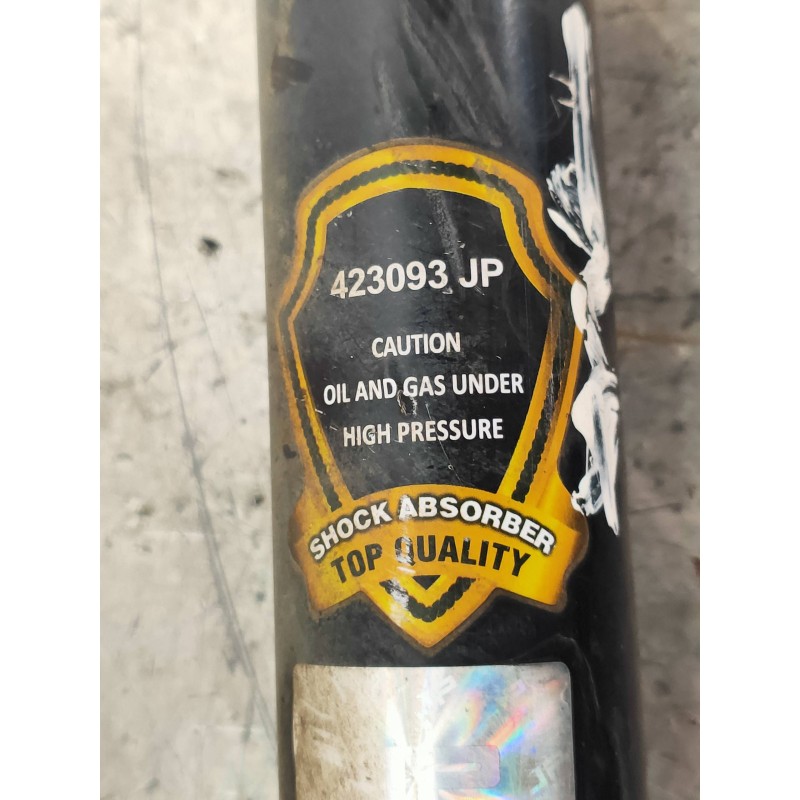 423093 JP
CAUTION
OIL AND GAS UNDER
HIGH PRESSURE
SHOCK ABSORBER
TOP QUALITY